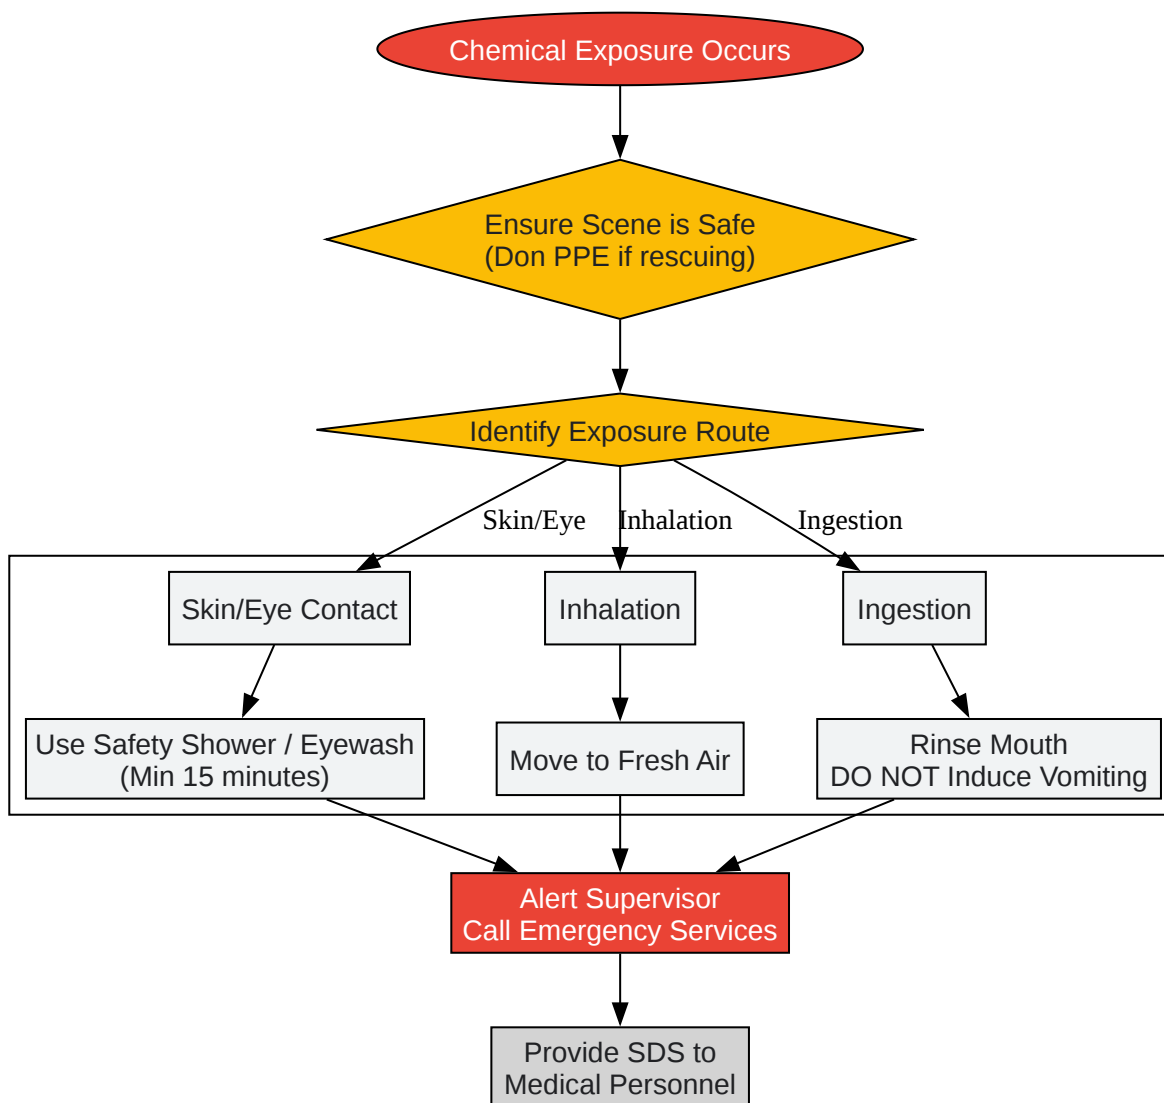 Chemical Exposure Occurs
Ensure Scene is Safe
(Don PPE if rescuing)
Identify Exposure Route
Skin/Eye
Inhalation
Ingestion
Skin/Eye Contact
Inhalation
Ingestion
Use Safety Shower / Eyewash
(Min 15 minutes)
Move to Fresh Air
Rinse Mouth
DO NOT Induce Vomiting
Alert Supervisor
Call Emergency Services
Provide SDS to
Medical Personnel